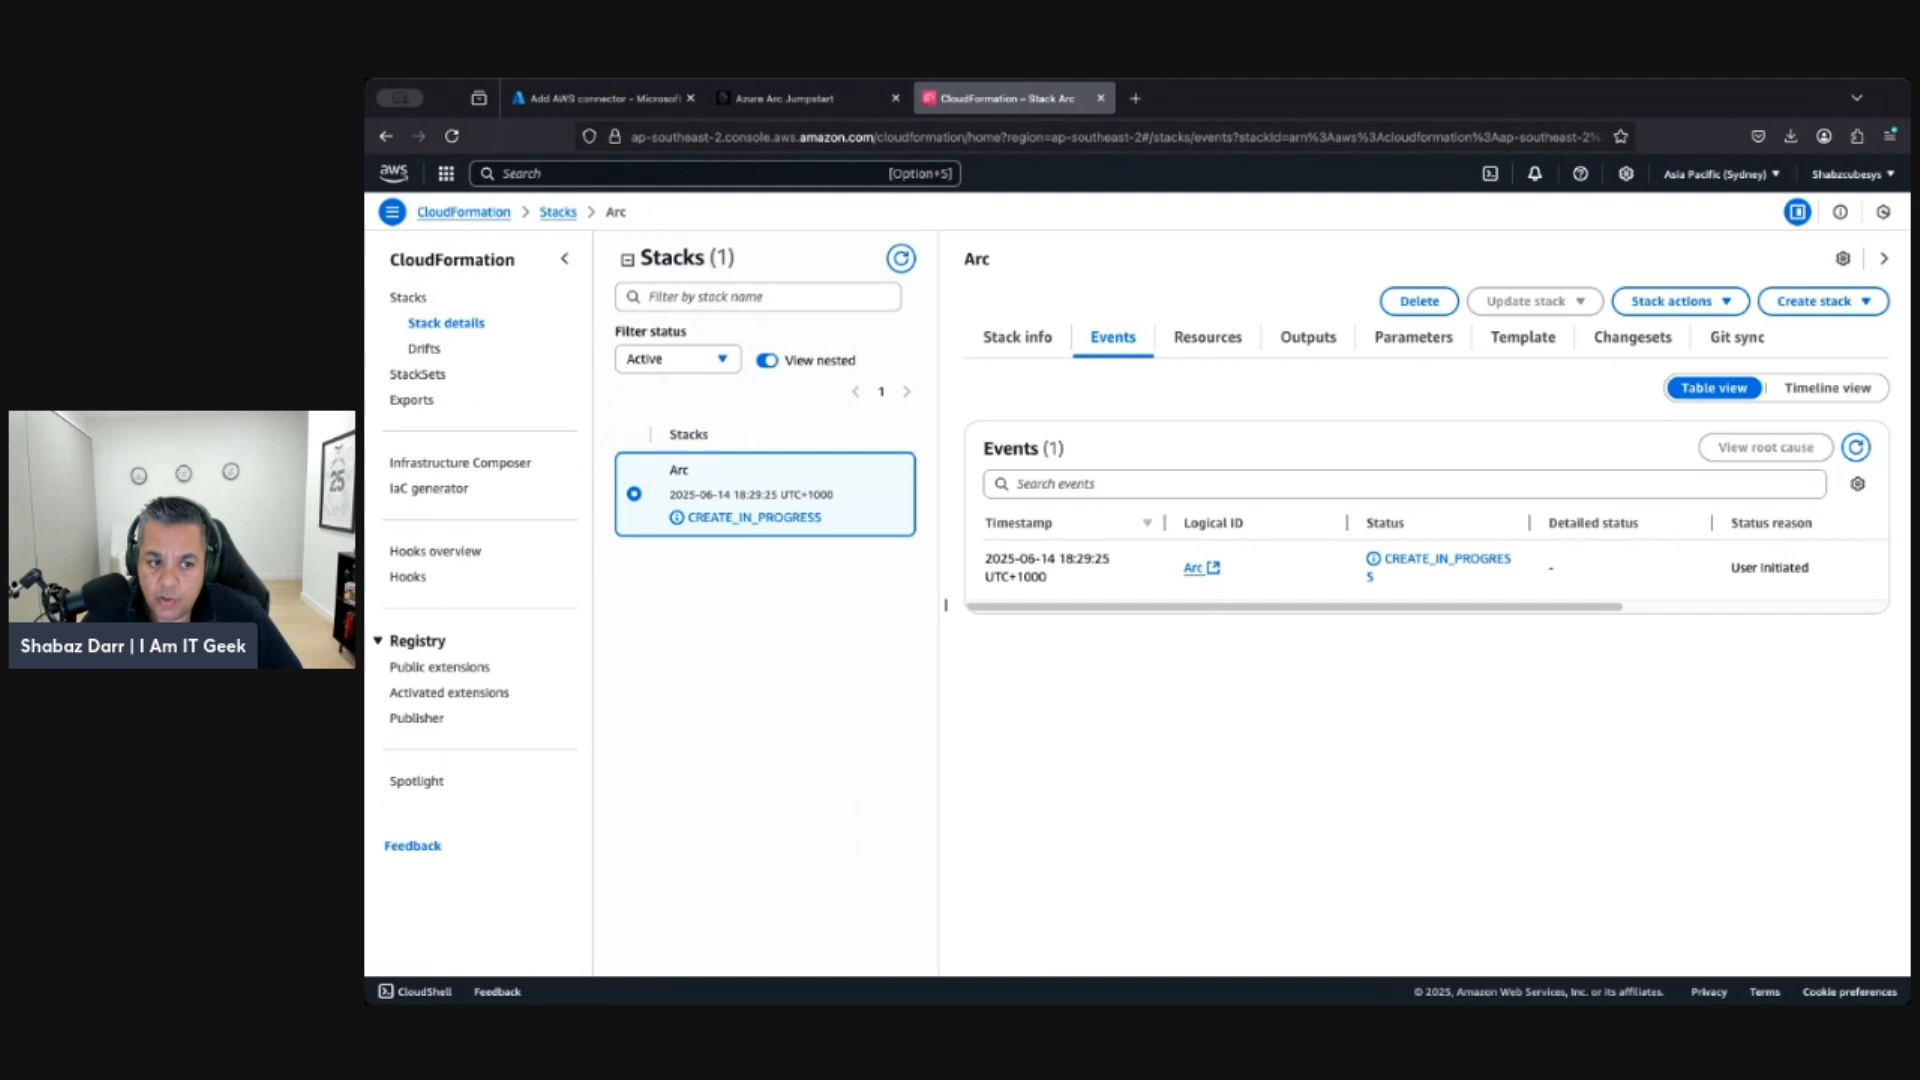 Add AWS connector - Microsoft
Azure Arc Jumpstart
CloudFormation – Stack Arc
ap-southeast-2.console.aws.amazon.com/cloudformation/home?region=ap-southeast-2#/stacks/events?stackId=arn%3Aaws%3Acloudformation%3Aap-southeast-2%
aws
Search
[Option+S]
Asia Pacific (Sydney)
Shabzcubesys
CloudFormation > Stacks > Arc
CloudFormation
Stacks
Stack details
Drifts
StackSets
Exports
Infrastructure Composer
IaC generator
Hooks overview
Hooks
Registry
Public extensions
Activated extensions
Publisher
Spotlight
Feedback
Stacks (1)
Filter by stack name
Filter status
Active
View nested
1
Stacks
Arc
2025-06-14 18:29:25 UTC+1000
CREATE_IN_PROGRESS
Arc
Delete
Update stack
Stack actions
Create stack
Stack info
Events
Resources
Outputs
Parameters
Template
Changesets
Git sync
Table view
Timeline view
Events (1)
View root cause
Search events
Timestamp
Logical ID
Status
Detailed status
Status reason
2025-06-14 18:29:25
UTC+1000
Arc
CREATE_IN_PROGRES
S
-
User Initiated
25
Shabaz Darr | I Am IT Geek
CloudShell
Feedback
© 2025, Amazon Web Services, Inc. or its affiliates.
Privacy
Terms
Cookie preferences